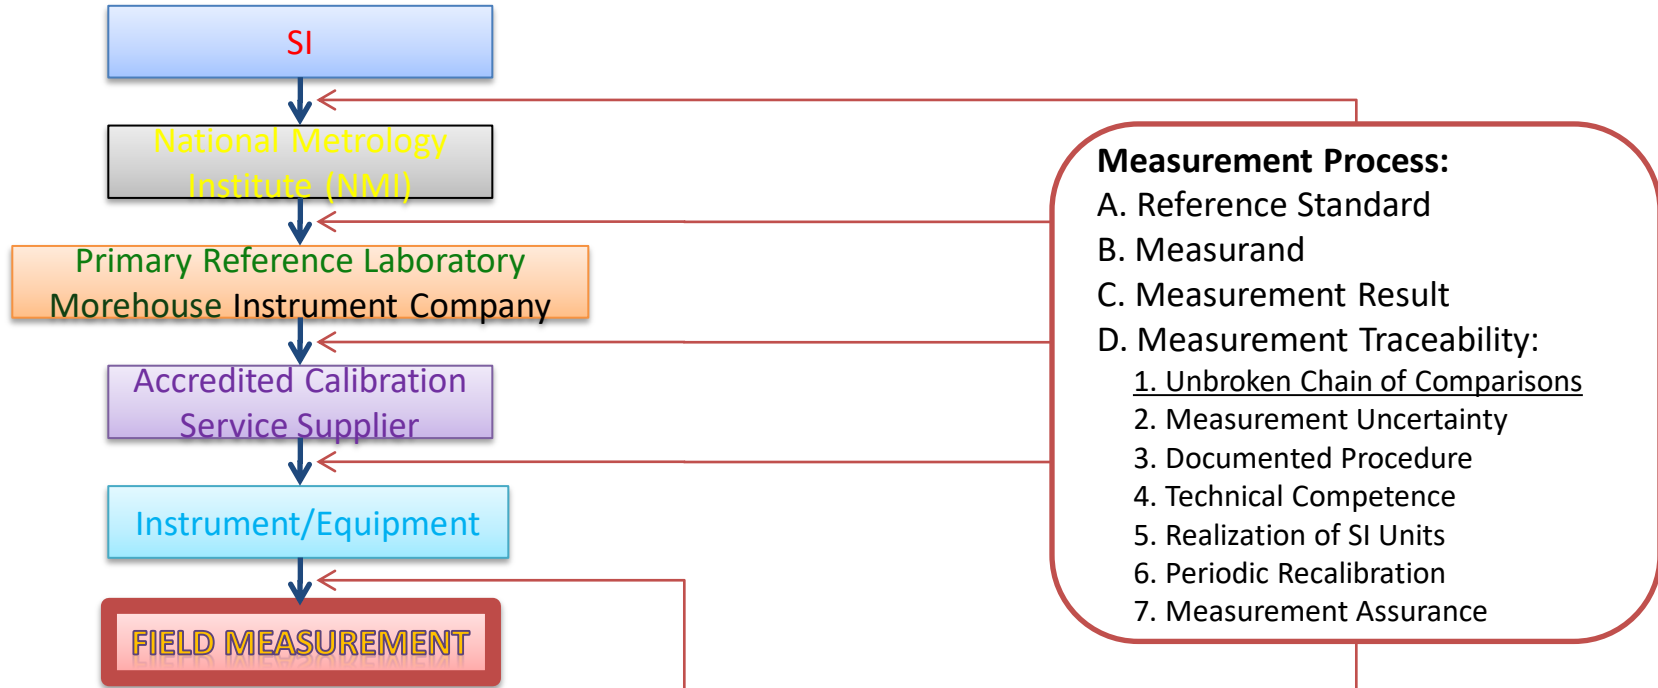 SI
National Metrology
Institute (NMI)
Primary Reference Laboratory
Morehouse Instrument Company
Accredited Calibration
Service Supplier
Instrument/Equipment
FIELD MEASUREMENT
Measurement Process:
A. Reference Standard
B. Measurand
C. Measurement Result
D. Measurement Traceability:
1. Unbroken Chain of Comparisons
2. Measurement Uncertainty
3. Documented Procedure
4. Technical Competence
5. Realization of SI Units
6. Periodic Recalibration
7. Measurement Assurance